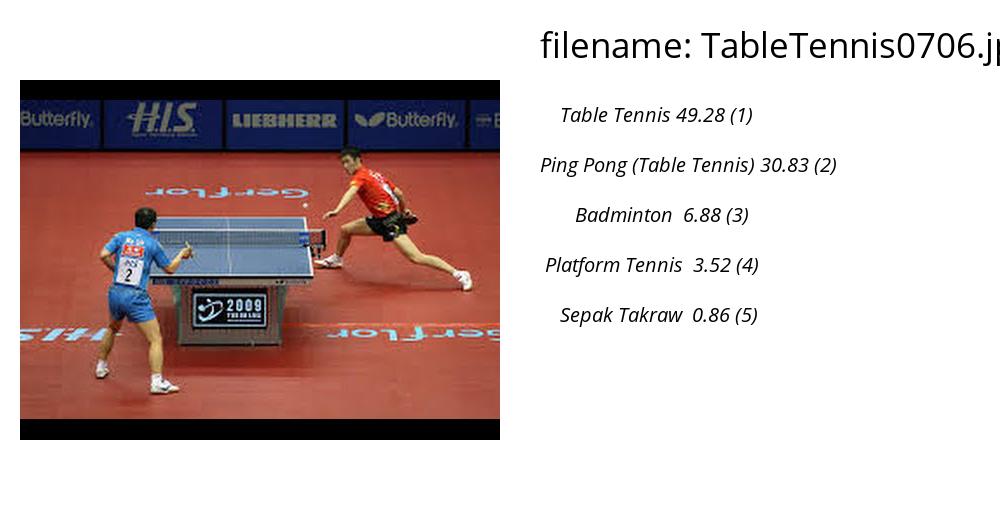 filename: TableTennis0706.jp
Table Tennis 49.28 (1)
Ping Pong (Table Tennis) 30.83 (2)
Badminton 6.88 (3)
Platform Tennis 3.52 (4)
Sepak Takraw 0.86 (5)
Butterfly. H.I.S. LIEBHERR Butterfly.
Gerflor
2
2009
H.I.S. Gerflor Gerflor